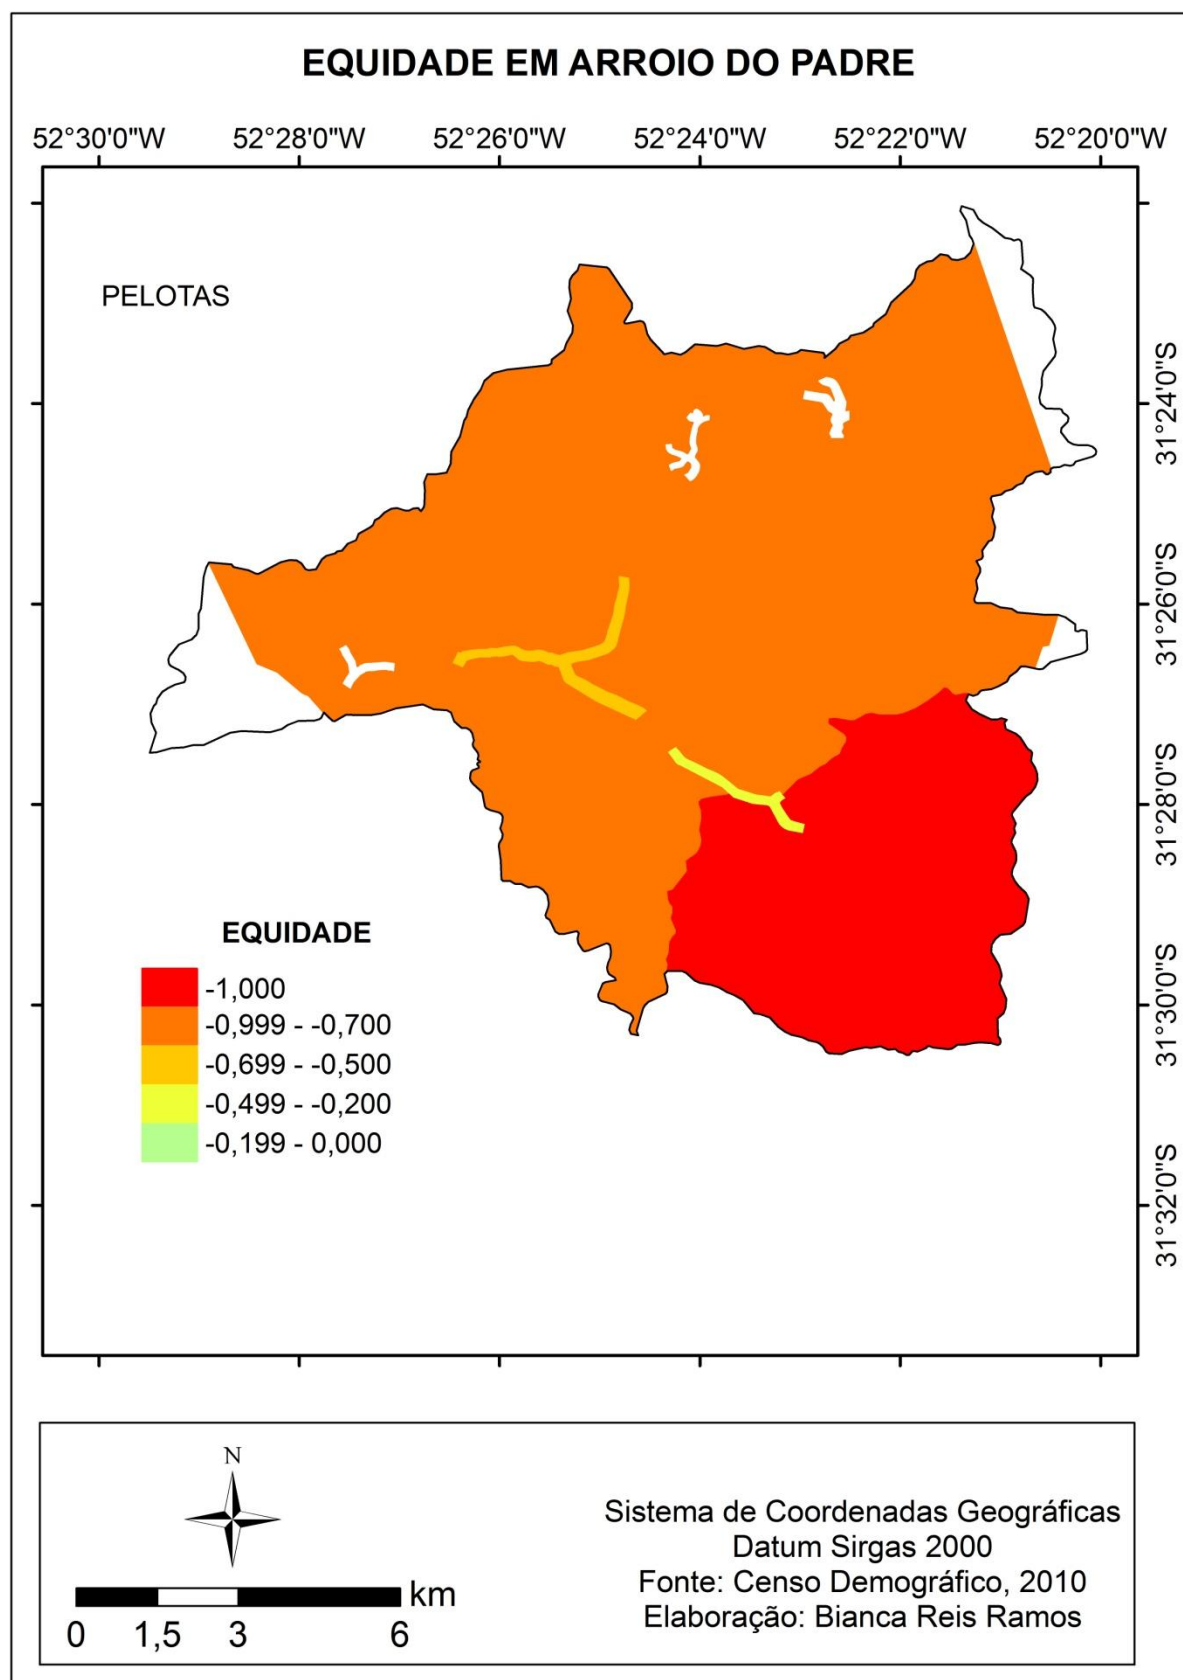 EQUIDADE EM ARROIO DO PADRE
52°30'0"W 52°28'0"W 52°26'0"W 52°24'0"W 52°22'0"W 52°20'0"W
PELOTAS
31°24'0"S
31°26'0"S
31°28'0"S
31°30'0"S
31°32'0"S
EQUIDADE
-1,000
-0,999 - -0,700
-0,699 - -0,500
-0,499 - -0,200
-0,199 - 0,000
N
km
0 1,5 3 6
Sistema de Coordenadas Geográficas
Datum Sirgas 2000
Fonte: Censo Demográfico, 2010
Elaboração: Bianca Reis Ramos